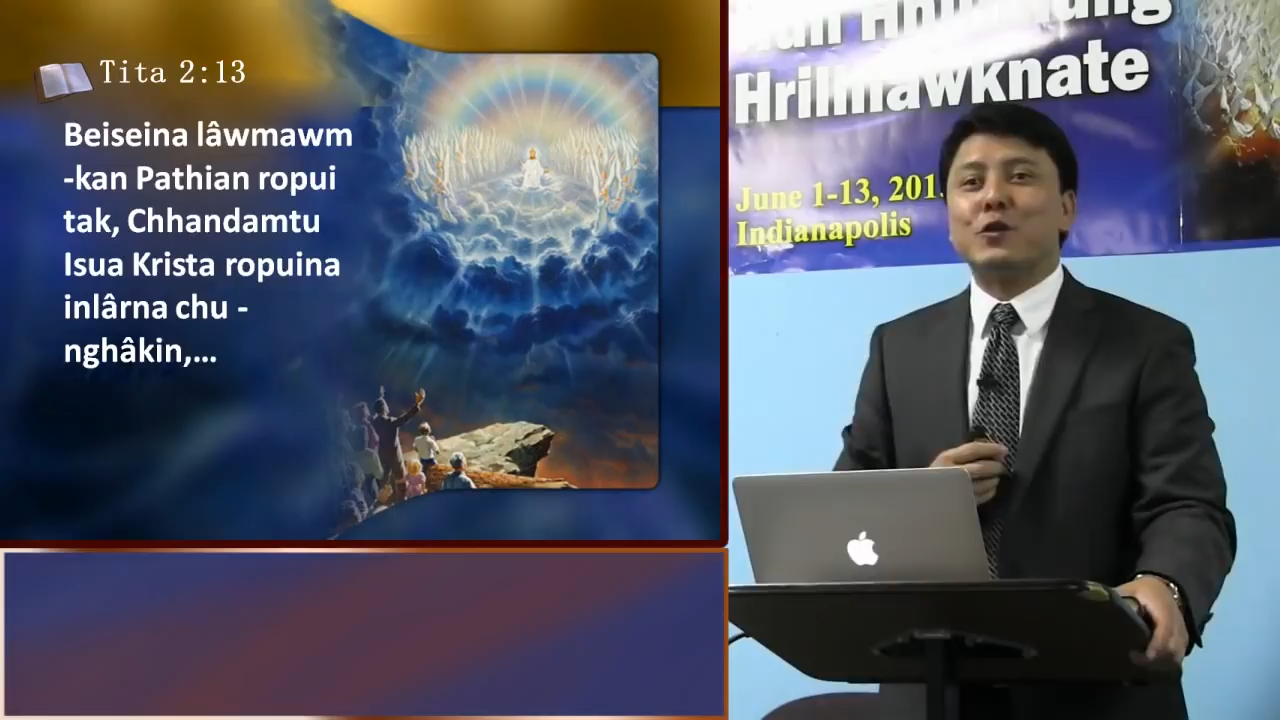 Tita 2:13
Beiseina lâwmawm
-kan Pathian ropui
tak, Chhandamtu
Isua Krista ropuina
inlârna chu -
nghâkin,...
Hrilhlawknate
June 1-13, 201
Indianapolis